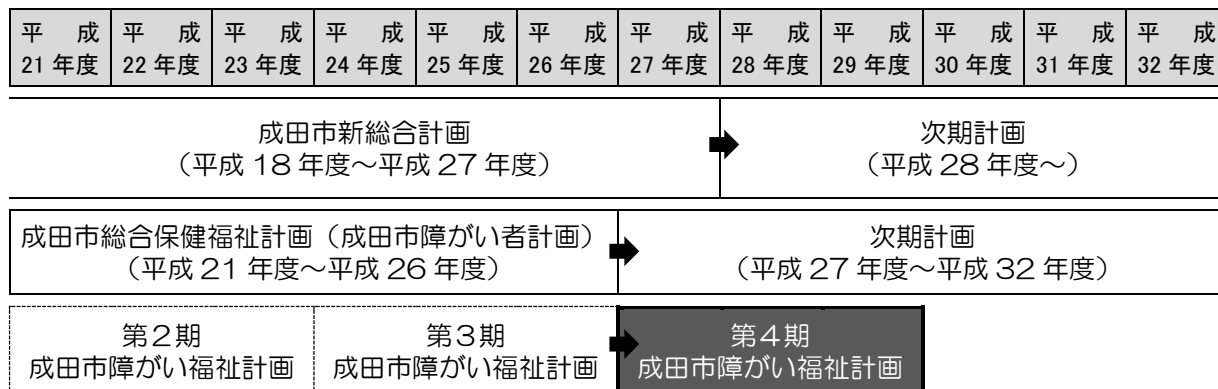 平成 平成 平成 平成 平成 平成 平成 平成 平成 平成 平成 平成
21 年度 22 年度 23 年度 24 年度 25 年度 26 年度 27 年度 28 年度 29 年度 30 年度 31 年度 32 年度
成田市新総合計画 次期計画
（平成 18 年度～平成 27 年度） （平成 28 年度～）
成田市総合保健福祉計画（成田市障がい者計画） 次期計画
（平成 21 年度～平成 26 年度） （平成 27 年度～平成 32 年度）
第２期 第３期 第４期
成田市障がい福祉計画 成田市障がい福祉計画 成田市障がい福祉計画